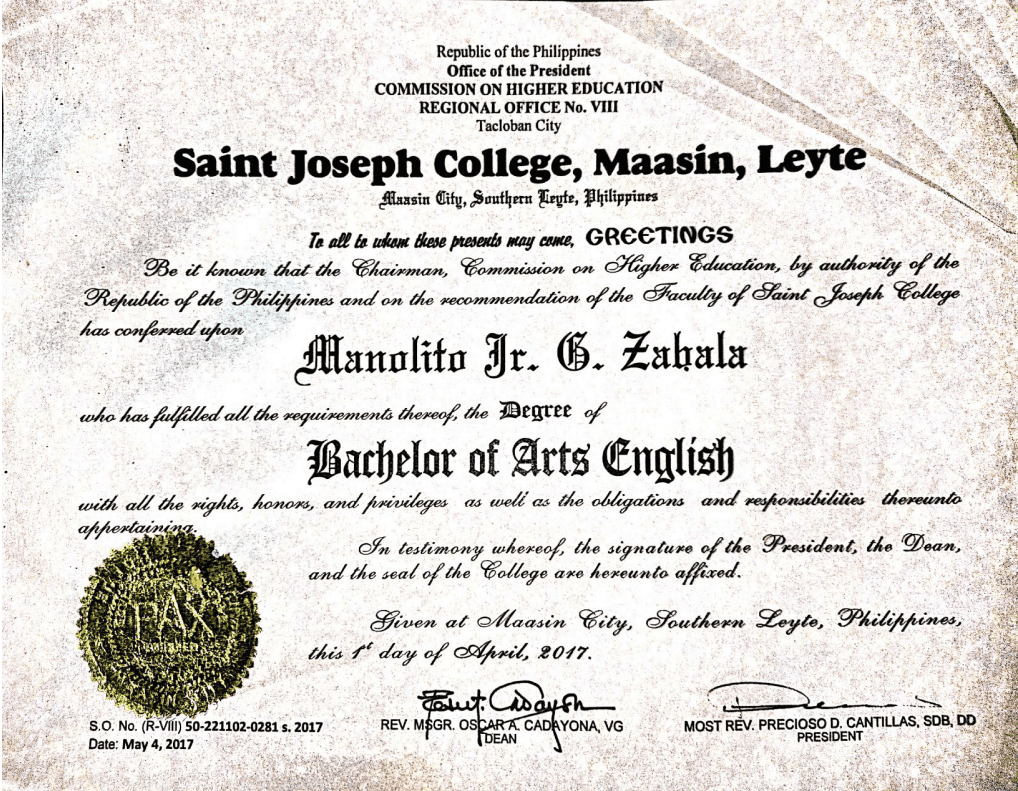 Republic of the Philippines
Office of the President
COMMISSION ON HIGHER EDUCATION
REGIONAL OFFICE No. VIII
Tacloban City
Saint Joseph College, Maasin, Leyte
Maasin City, Southern Leyte, Philippines
To all to whom these presents may come, GREETINGS
Be it known that the Chairman, Commission on Higher Education, by authority of the
Republic of the Philippines and on the recommendation of the Faculty of Saint Joseph College
has conferred upon
Manolito Jr. G. Zabala
who has fulfilled all the requirements thereof, the Degree of
Bachelor of Arts English
with all the rights, honors, and privileges as well as the obligations and responsibilities thereunto
appertaining.
In testimony whereof, the signature of the President, the Dean,
and the seal of the College are hereunto affixed.
PAX
Given at Maasin City, Southern Leyte, Philippines,
this 1st day of April, 2017.
S.O. No. (R-VIII) 50-221102-0281 s. 2017
Date: May 4, 2017
REV. MSGR. OSCAR A. CADAYONA, VG
DEAN
MOST REV. PRECIOSO D. CANTILLAS, SDB, DD
PRESIDENT